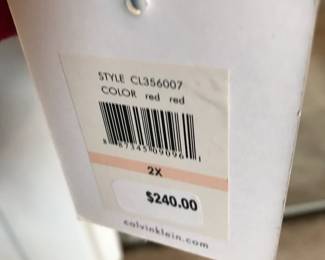 STYLE CL356007
COLOR red red
2X
$240.00
calvinklein.com